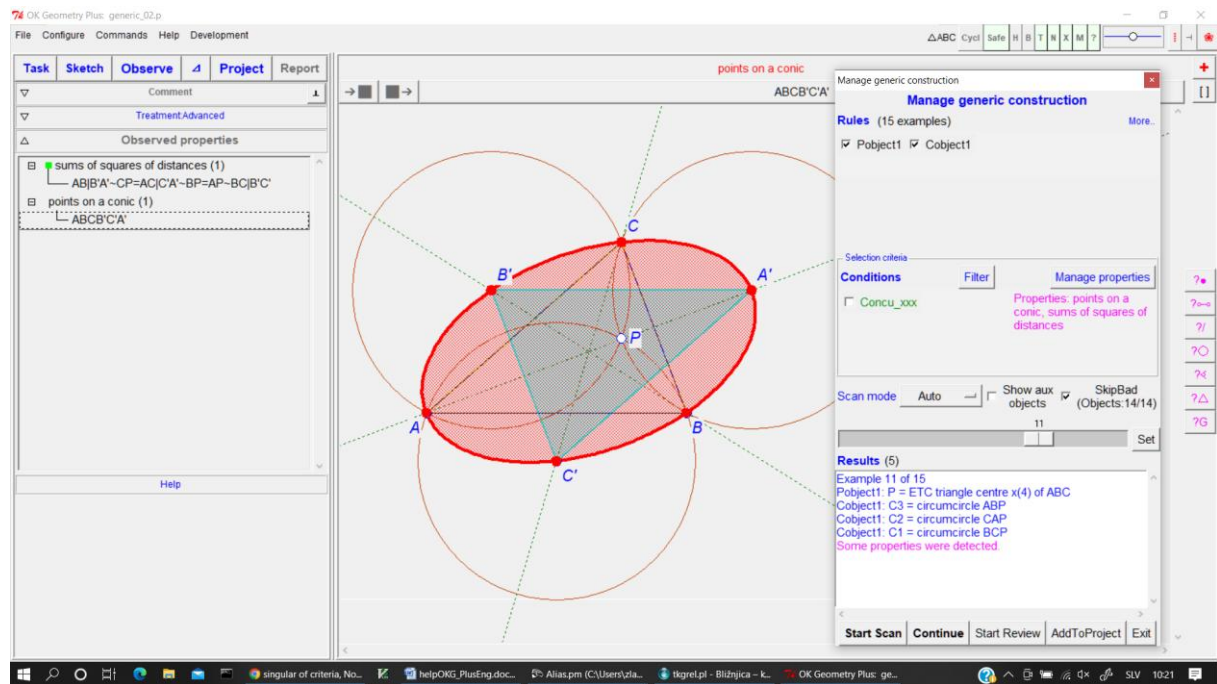 OK Geometry Plus: generic_02.p
File Configure Commands Help Development
△ABC Cycl Safe H B T N X M ?
Task Sketch Observe Project Report
Comment
Treatment:Advanced
Observed properties
sums of squares of distances (1)
AB|B'A'~CP=AC|C'A'~BP=AP~BC|B'C'
points on a conic (1)
ABCB'C'A'
Help
points on a conic
ABCB'C'A'
C
B'
A'
P
A
B
C'
Manage generic construction
Manage generic construction
Rules (15 examples) More..
Pobject1 Cobject1
Selection criteria
Conditions Filter Manage properties
Concu_xxx
Properties: points on a
conic, sums of squares of
distances
Scan mode Auto Show aux objects SkipBad (Objects:14/14)
11
Set
Results (5)
Example 11 of 15
Pobject1: P = ETC triangle centre x(4) of ABC
Cobject1: C3 = circumcircle ABP
Cobject1: C2 = circumcircle CAP
Cobject1: C1 = circumcircle BCP
Some properties were detected.
Start Scan Continue Start Review AddToProject Exit
singular of criteria, No... helpOKG_PlusEng.doc... Alias.pm (C:\Users\zla... tkgrel.pl - Bližnjica – k... OK Geometry Plus: ge... SLV 10:21